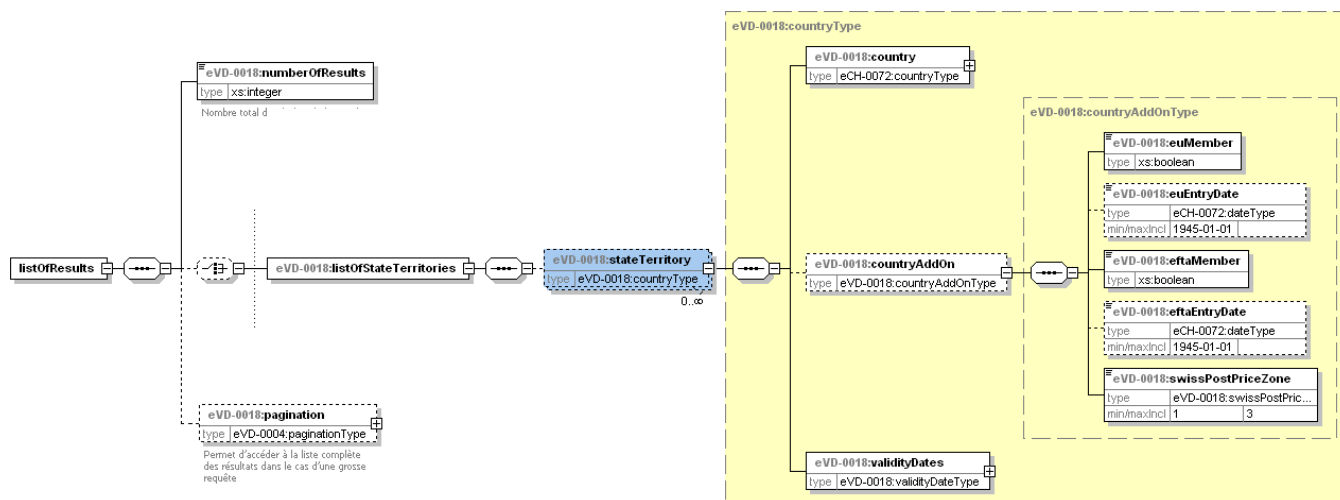 eVD-0018:countryType
eVD-0018:numberOfResults
type xs:integer
Nombre total d
eVD-0018:country
type eCH-0072:countryType
eVD-0018:countryAddOnType
eVD-0018:euMember
type xs:boolean
eVD-0018:euEntryDate
type eCH-0072:dateType
min/maxIncl 1945-01-01
listOfResults
eVD-0018:listOfStateTerritories
eVD-0018:stateTerritory
type eVD-0018:countryType
0..∞
eVD-0018:countryAddOn
type eVD-0018:countryAddOnType
eVD-0018:eftaMember
type xs:boolean
eVD-0018:eftaEntryDate
type eCH-0072:dateType
min/maxIncl 1945-01-01
eVD-0018:swissPostPriceZone
type eVD-0018:swissPostPric...
min/maxIncl 1 3
eVD-0018:pagination
type eVD-0004:paginationType
Permet d'accéder à la liste complète
des résultats dans le cas d'une grosse
requête
eVD-0018:validityDates
type eVD-0018:validityDateType